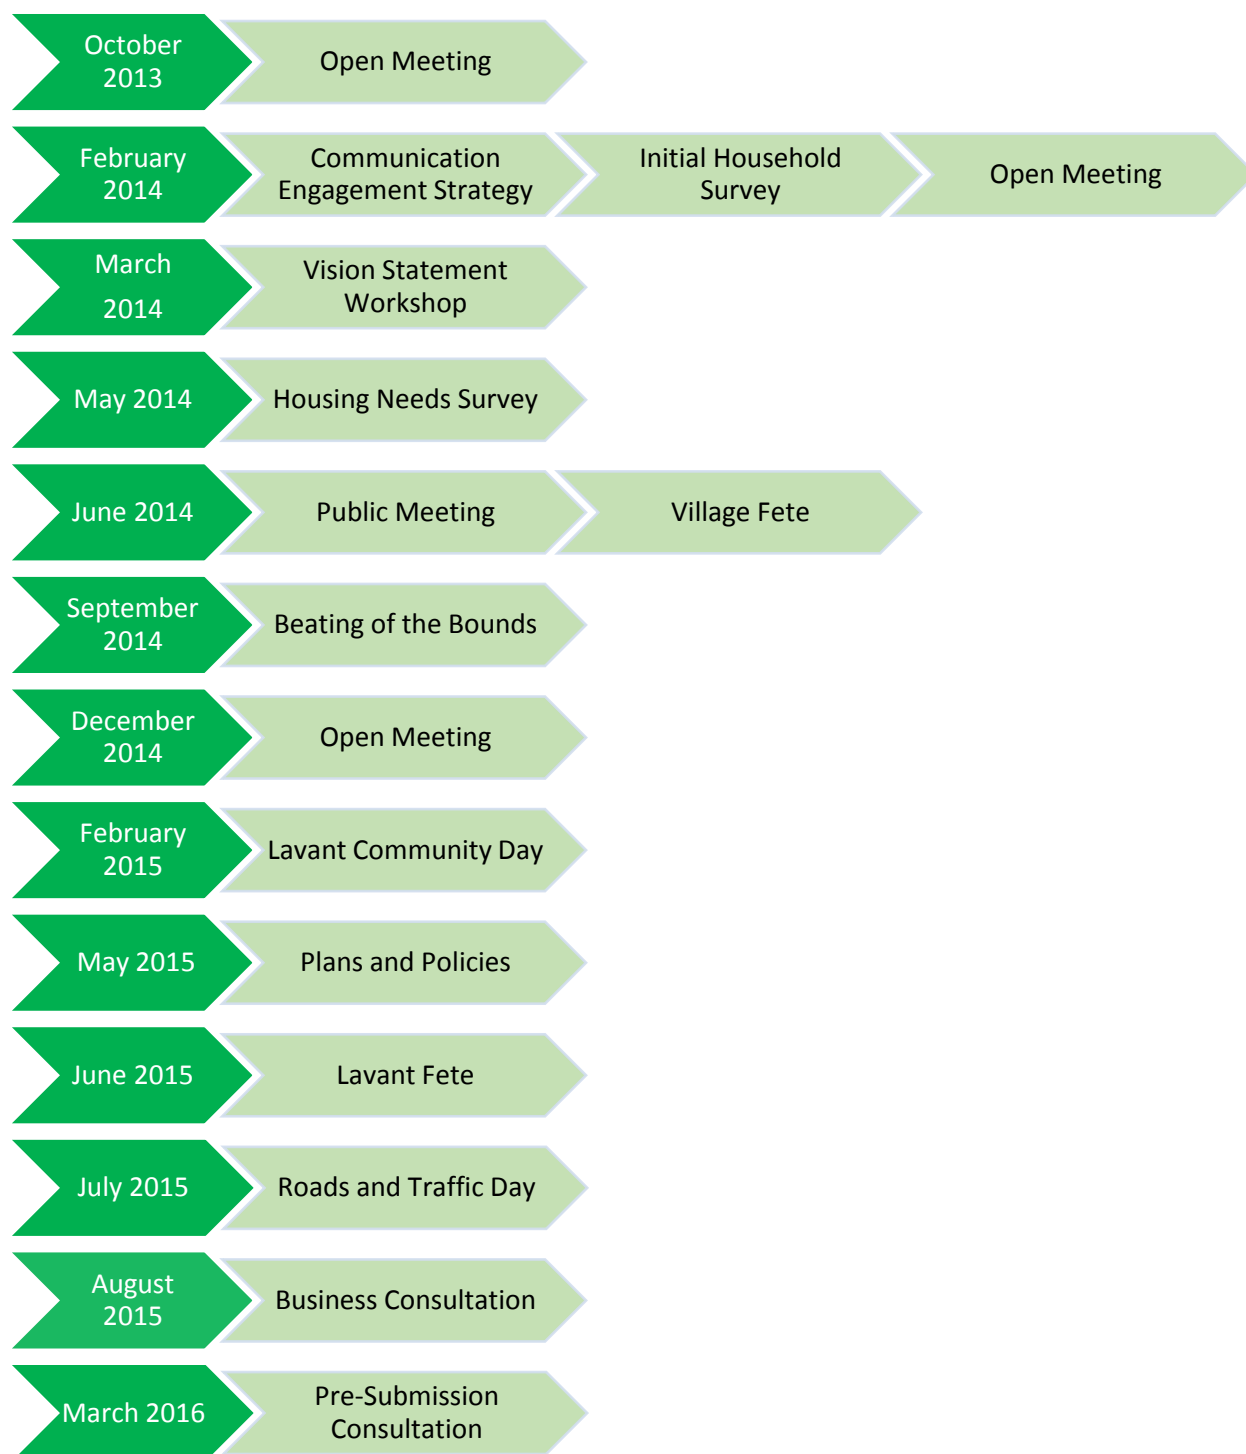 October
2013
Open Meeting
February
2014
Communication
Engagement Strategy
Initial Household
Survey
Open Meeting
March
2014
Vision Statement
Workshop
May 2014
Housing Needs Survey
June 2014
Public Meeting
Village Fete
September
2014
Beating of the Bounds
December
2014
Open Meeting
February
2015
Lavant Community Day
May 2015
Plans and Policies
June 2015
Lavant Fete
July 2015
Roads and Traffic Day
August
2015
Business Consultation
March 2016
Pre-Submission
Consultation